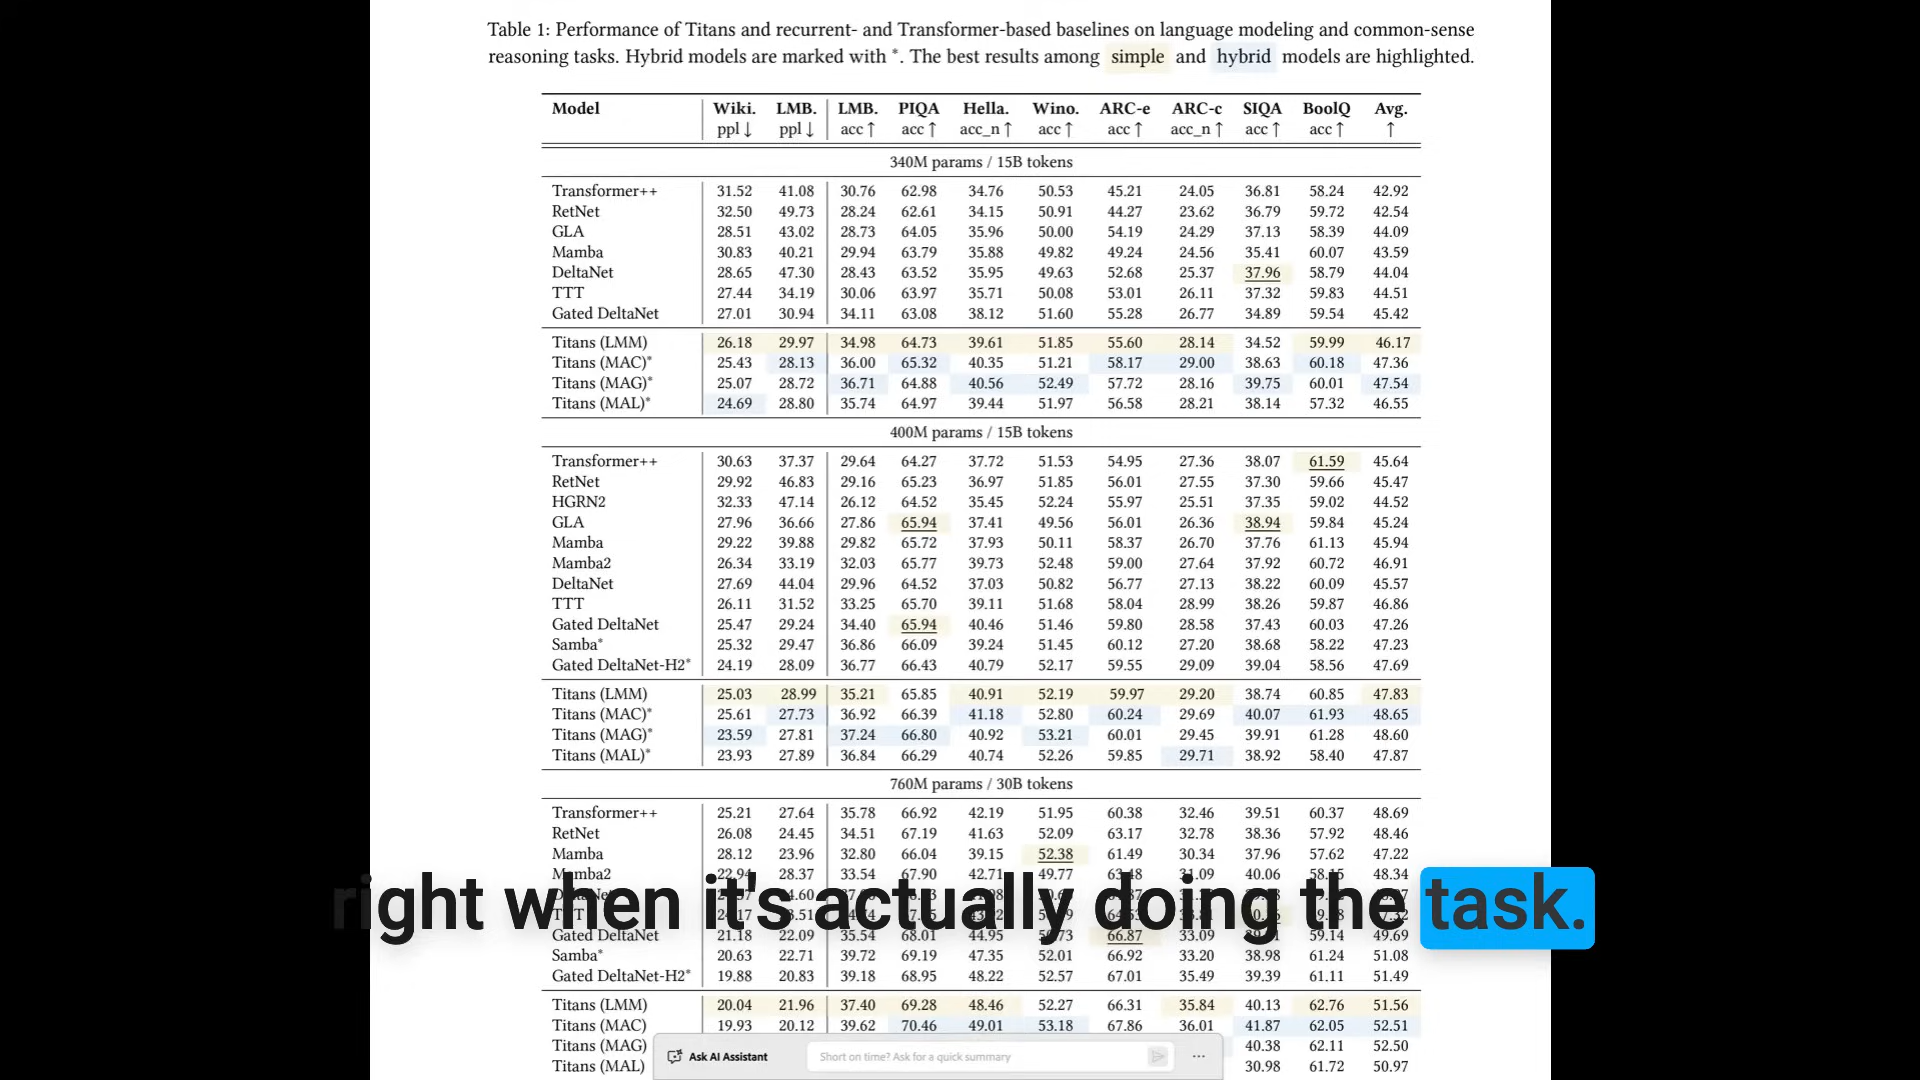 Table 1: Performance of Titans and recurrent- and Transformer-based baselines on language modeling and common-sense
reasoning tasks. Hybrid models are marked with *. The best results among simple and hybrid models are highlighted.
Model Wiki. LMB. LMB. PIQA Hella. Wino. ARC-e ARC-c SIQA BoolQ Avg.
ppl ↓ ppl ↓ acc ↑ acc ↑ acc_n ↑ acc ↑ acc ↑ acc_n ↑ acc ↑ acc ↑ ↑
340M params / 15B tokens
Transformer++ 31.52 41.08 30.76 62.98 34.76 50.53 45.21 24.05 36.81 58.24 42.92
RetNet 32.50 49.73 28.24 62.61 34.15 50.91 44.27 23.62 36.79 59.72 42.54
GLA 28.51 43.02 28.73 64.05 35.96 50.00 54.19 24.29 37.13 58.39 44.09
Mamba 30.83 40.21 29.94 63.79 35.88 49.82 49.24 24.56 35.41 60.07 43.59
DeltaNet 28.65 47.30 28.43 63.52 35.95 49.63 52.68 25.37 37.96 58.79 44.04
TTT 27.44 34.19 30.06 63.97 35.71 50.08 53.01 26.11 37.32 59.83 44.51
Gated DeltaNet 27.01 30.94 34.11 63.08 38.12 51.60 55.28 26.77 34.89 59.54 45.42
Titans (LMM) 26.18 29.97 34.98 64.73 39.61 51.85 55.60 28.14 34.52 59.99 46.17
Titans (MAC)* 25.43 28.13 36.00 65.32 40.35 51.21 58.17 29.00 38.63 60.18 47.36
Titans (MAG)* 25.07 28.72 36.71 64.88 40.56 52.49 57.72 28.16 39.75 60.01 47.54
Titans (MAL)* 24.69 28.80 35.74 64.97 39.44 51.97 56.58 28.21 38.14 57.32 46.55
400M params / 15B tokens
Transformer++ 30.63 37.37 29.64 64.27 37.72 51.53 54.95 27.36 38.07 61.59 45.64
RetNet 29.92 46.83 29.16 65.23 36.97 51.85 56.01 27.55 37.30 59.66 45.47
HGRN2 32.33 47.14 26.12 64.52 35.45 52.24 55.97 25.51 37.35 59.02 44.52
GLA 27.96 36.66 27.86 65.94 37.41 49.56 56.01 26.36 38.94 59.84 45.24
Mamba 29.22 39.88 29.82 65.72 37.93 50.11 58.37 26.70 37.76 61.13 45.94
Mamba2 26.34 33.19 32.03 65.77 39.73 52.48 59.00 27.64 37.92 60.72 46.91
DeltaNet 27.69 44.04 29.96 64.52 37.03 50.82 56.77 27.13 38.22 60.09 45.57
TTT 26.11 31.52 33.25 65.70 39.11 51.68 58.04 28.99 38.26 59.87 46.86
Gated DeltaNet 25.47 29.24 34.40 65.94 40.46 51.46 59.80 28.58 37.43 60.03 47.26
Samba* 25.32 29.47 36.86 66.09 39.24 51.45 60.12 27.20 38.68 58.22 47.23
Gated DeltaNet-H2* 24.19 28.09 36.77 66.43 40.79 52.17 59.55 29.09 39.04 58.56 47.69
Titans (LMM) 25.03 28.99 35.21 65.85 40.91 52.19 59.97 29.20 38.74 60.85 47.83
Titans (MAC)* 25.61 27.73 36.92 66.39 41.18 52.80 60.24 29.69 40.07 61.93 48.65
Titans (MAG)* 23.59 27.81 37.24 66.80 40.92 53.21 60.01 29.45 39.91 61.28 48.60
Titans (MAL)* 23.93 27.89 36.84 66.29 40.74 52.26 59.85 29.71 38.92 58.40 47.87
760M params / 30B tokens
Transformer++ 25.21 27.64 35.78 66.92 42.19 51.95 60.38 32.46 39.51 60.37 48.69
RetNet 26.08 24.45 34.51 67.19 41.63 52.09 63.17 32.78 38.36 57.92 48.46
Mamba 28.12 23.96 32.80 66.04 39.15 52.38 61.49 30.34 37.96 57.62 47.22
Mamba2 22.94 28.37 33.54 67.90 42.71 49.77 63.48 31.09 40.06 58.15 48.34
right when it's actually doing the task.
Gated DeltaNet 21.18 22.09 35.54 68.01 44.95 66.87 33.09 59.14 49.69
Samba* 20.63 22.71 39.72 69.19 47.35 52.01 66.92 33.20 38.98 61.24 51.08
Gated DeltaNet-H2* 19.88 20.83 39.18 68.95 48.22 52.57 67.01 35.49 39.39 61.11 51.49
Titans (LMM) 20.04 21.96 37.40 69.28 48.46 52.27 66.31 35.84 40.13 62.76 51.56
Titans (MAC) 19.93 20.12 39.62 70.46 49.01 53.18 67.86 36.01 41.87 62.05 52.51
Titans (MAG) 40.38 62.11 52.50
Titans (MAL) 30.98 61.72 50.97
Ask AI Assistant Short on time? Ask for a quick summary